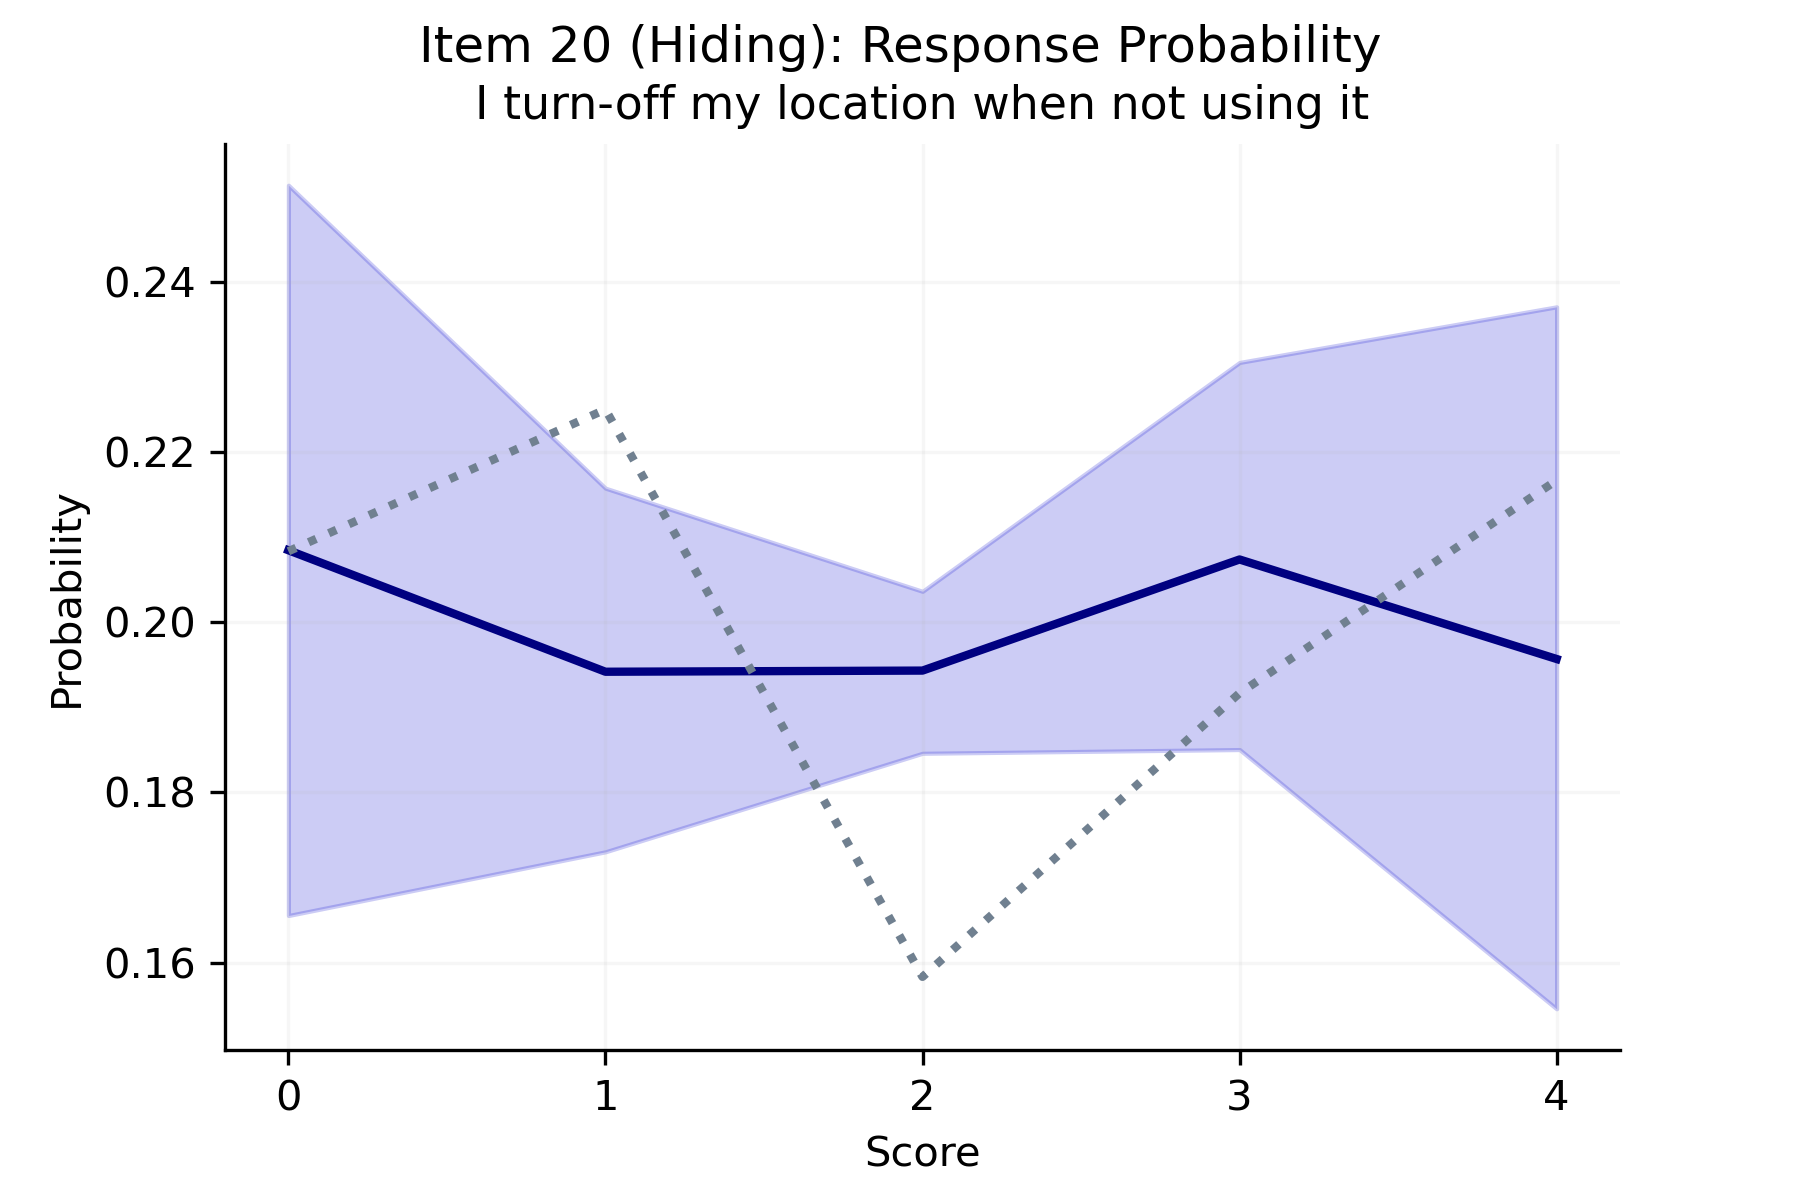 Item 20 (Hiding): Response Probability
I turn-off my location when not using it
Probability
0.24
0.22
0.20
0.18
0.16
0 1 2 3 4
Score